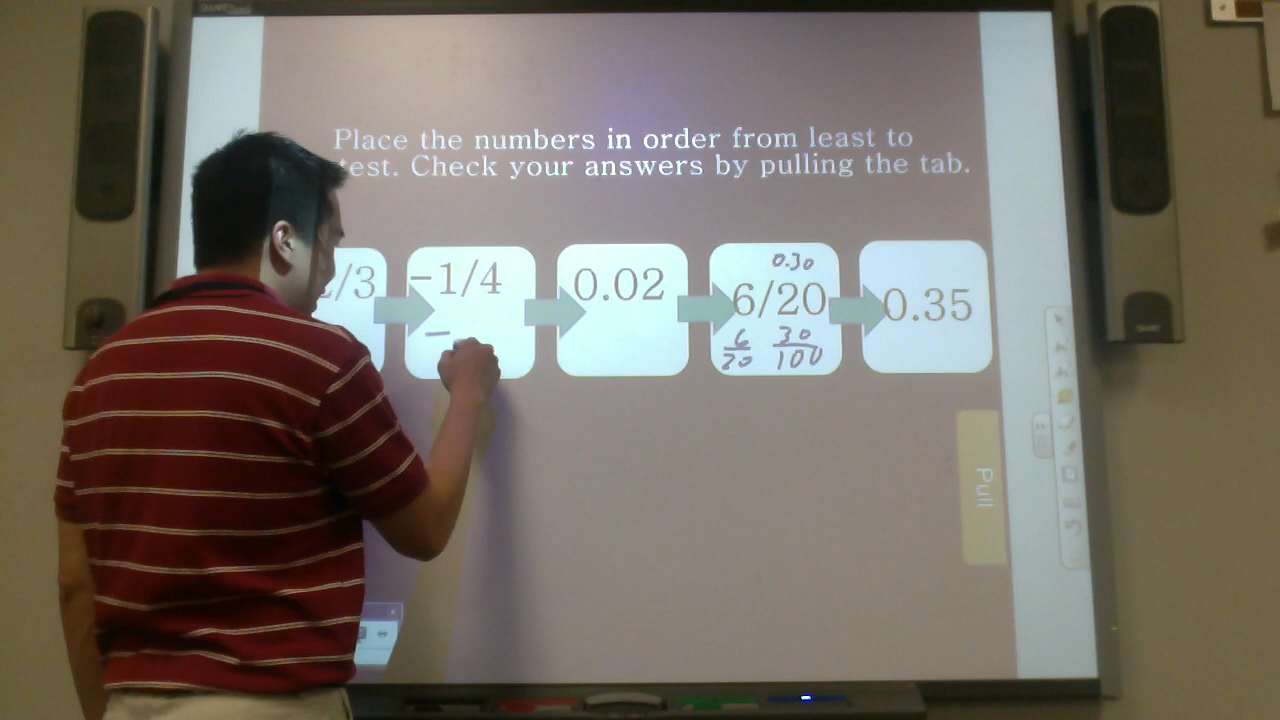 Place the numbers in order from least to
test. Check your answers by pulling the tab.
/3
-1/4
0.02
0.30
6/20
0.35
-
6/20 30/100
Pull